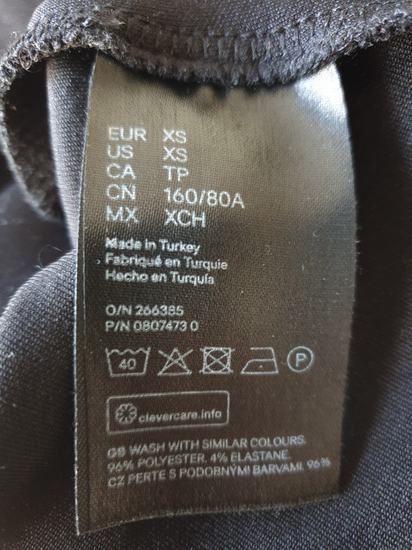 EUR XS
US XS
CA TP
CN 160/80A
MX XCH
Made in Turkey
Fabriqué en Turquie
Hecho en Turquía
O/N 266385
P/N 0807473 0
40 P
clevercare.info
GB WASH WITH SIMILAR COLOURS.
96% POLYESTER. 4% ELASTANE.
CZ PERTE S PODOBNÝMI BARVAMI. 96%